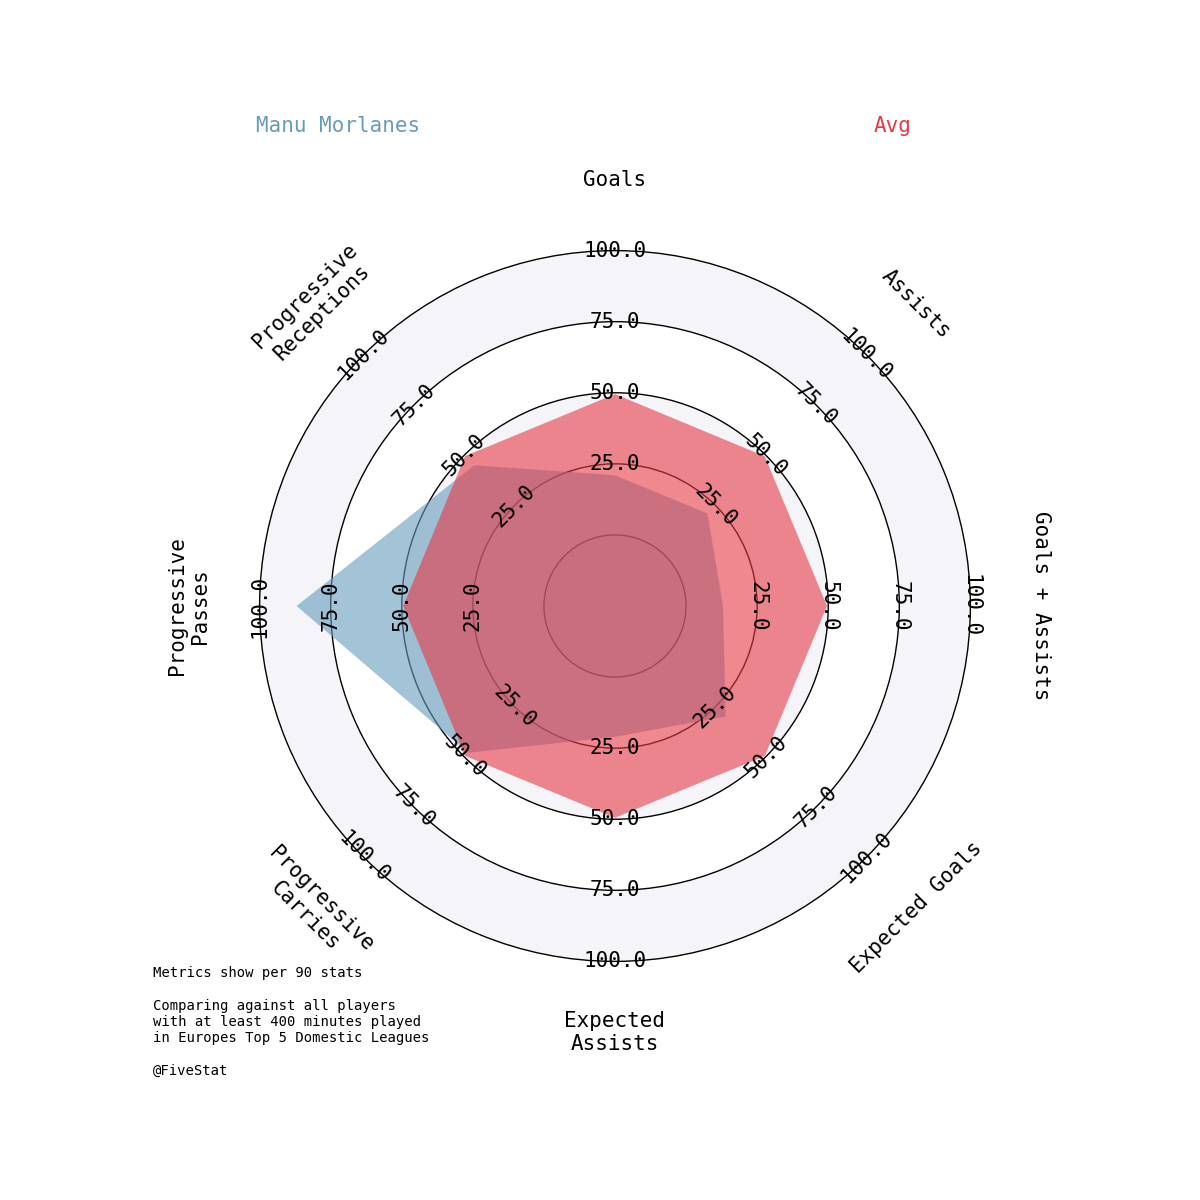 Manu Morlanes
Avg
Goals
Assists
Goals + Assists
Expected Goals
Expected
Assists
Progressive
Carries
Progressive
Passes
Progressive
Receptions
25.0
50.0
75.0
100.0
25.0
50.0
75.0
100.0
25.0
50.0
75.0
100.0
25.0
50.0
75.0
100.0
25.0
50.0
75.0
100.0
25.0
50.0
75.0
100.0
25.0
50.0
75.0
100.0
25.0
50.0
75.0
100.0
Metrics show per 90 stats
Comparing against all players
with at least 400 minutes played
in Europes Top 5 Domestic Leagues
@FiveStat